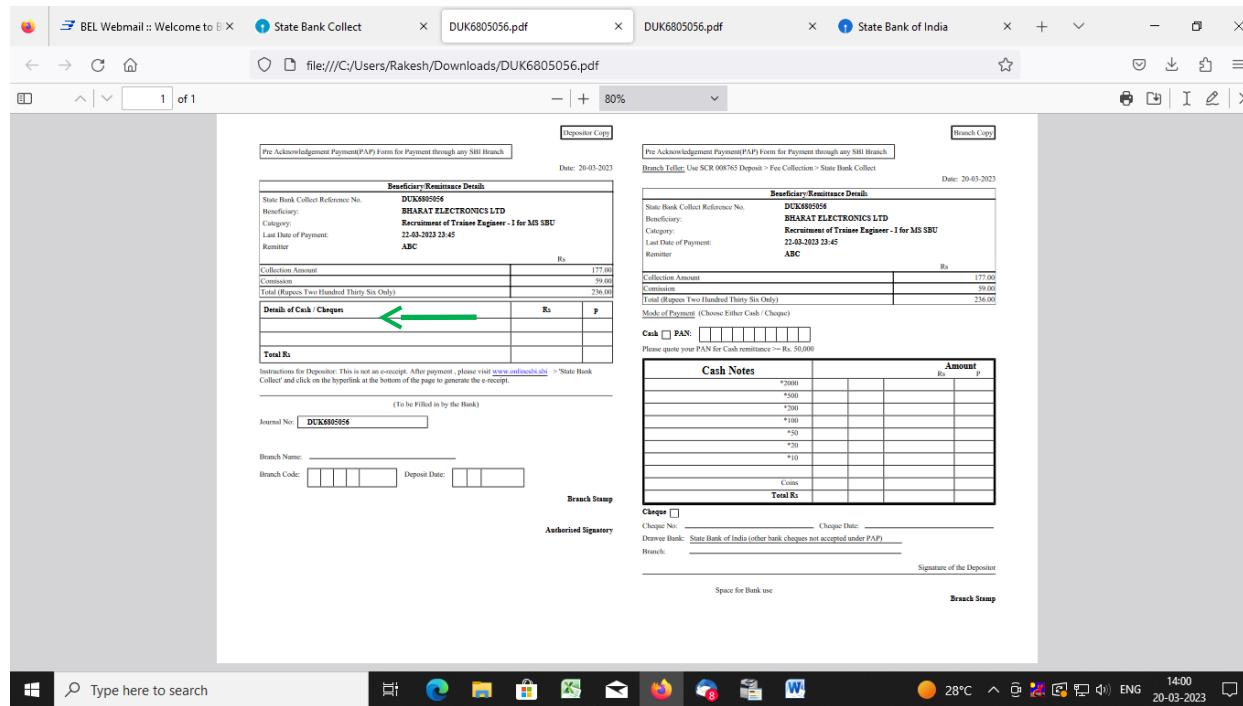 BEL Webmail :: Welcome to B
State Bank Collect
DUK6805056.pdf
DUK6805056.pdf
State Bank of India
file:///C:/Users/Rakesh/Downloads/DUK6805056.pdf
1 of 1
80%
Depositor Copy
Pre Acknowledgement Payment(PAP) Form for Payment through any SBI Branch
Date: 20-03-2023
Beneficiary/Remittance Details
State Bank Collect Reference No. DUK6805056
Beneficiary: BHARAT ELECTRONICS LTD
Category: Recruitment of Trainee Engineer - I for MS SBU
Last Date of Payment: 22-03-2023 23:45
Remitter ABC
Rs
Collection Amount 177.00
Comission 59.00
Total (Rupees Two Hundred Thirty Six Only) 236.00
Details of Cash / Cheques Rs P
Total Rs
Instructions for Depositor: This is not an e-receipt. After payment , please visit www.onlinesbi.sbi > 'State Bank
Collect' and click on the hyperlink at the bottom of the page to generate the e-receipt.
(To be Filled in by the Bank)
Journal No: DUK6805056
Branch Name:
Branch Code: Deposit Date:
Branch Stamp
Authorised Signatory
Branch Copy
Pre Acknowledgement Payment(PAP) Form for Payment through any SBI Branch
Branch Teller: Use SCR 008765 Deposit > Fee Collection > State Bank Collect
Date: 20-03-2023
Beneficiary/Remittance Details
State Bank Collect Reference No. DUK6805056
Beneficiary: BHARAT ELECTRONICS LTD
Category: Recruitment of Trainee Engineer - I for MS SBU
Last Date of Payment: 22-03-2023 23:45
Remitter ABC
Rs
Collection Amount 177.00
Comission 59.00
Total (Rupees Two Hundred Thirty Six Only) 236.00
Mode of Payment (Choose Either Cash / Cheque)
Cash PAN:
Please quote your PAN for Cash remittance >= Rs. 50,000
Cash Notes Amount
Rs P
*2000
*500
*200
*100
*50
*20
*10
Coins
Total Rs
Cheque
Cheque No: Cheque Date:
Drawee Bank: State Bank of India (other bank cheques not accepted under PAP)
Branch:
Signature of the Depositor
Space for Bank use
Branch Stamp
Type here to search
28°C
ENG
14:00
20-03-2023